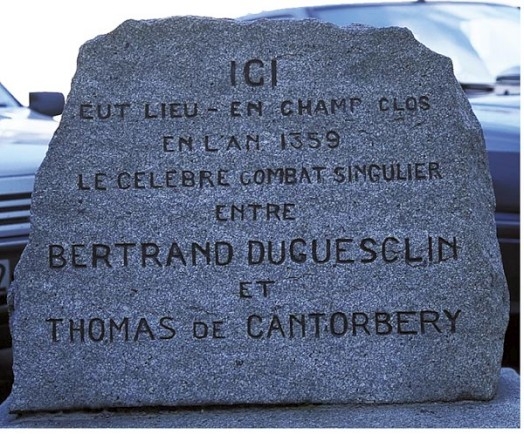 ICI
EUT LIEU - EN CHAMP CLOS
EN L'AN 1359
LE CELEBRE COMBAT SINGULIER
ENTRE
BERTRAND DUGUESCLIN
ET
THOMAS DE CANTORBERY